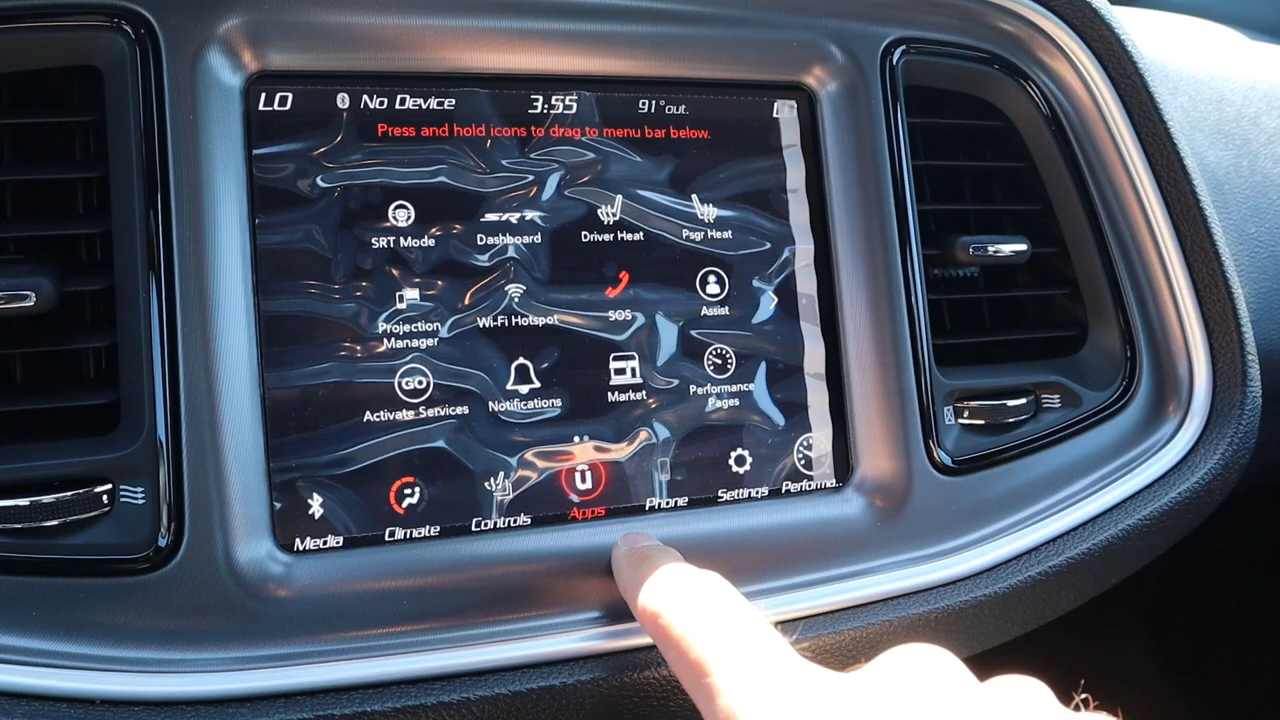 LO No Device 3:55 91°out.
Press and hold icons to drag to menu bar below.
SRT Mode
SRT
Dashboard
Driver Heat
Psgr Heat
Projection
Manager
Wi-Fi Hotspot
SOS
Assist
GO
Activate Services
Notifications
Market
Performance
Pages
Media
Climate
Controls
ü
Apps
Phone
Settings
Performa..